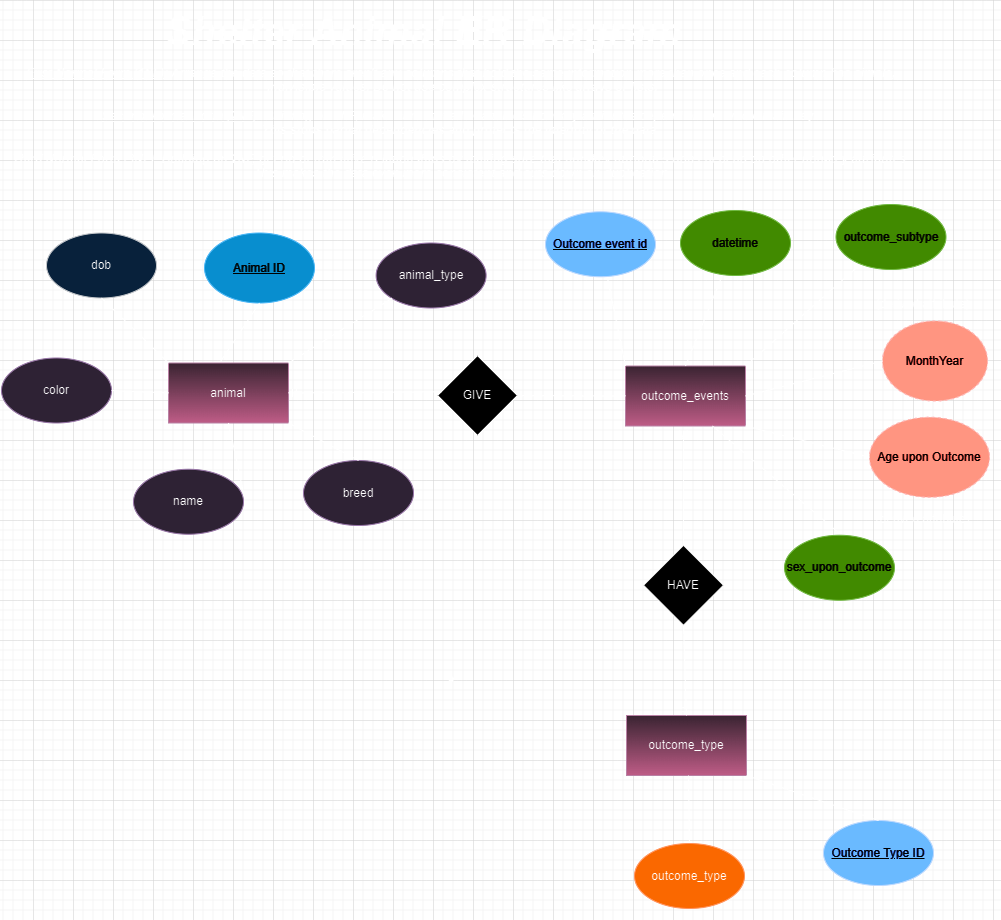 Outcome event id
datetime
outcome_subtype
dob
Animal ID
animal_type
MonthYear
color
animal
GIVE
outcome_events
Age upon Outcome
name
breed
sex_upon_outcome
HAVE
outcome_type
Outcome Type ID
outcome_type